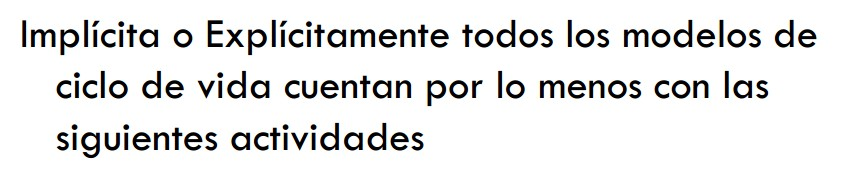 Implícita o Explícitamente todos los modelos de
ciclo de vida cuentan por lo menos con las
siguientes actividades